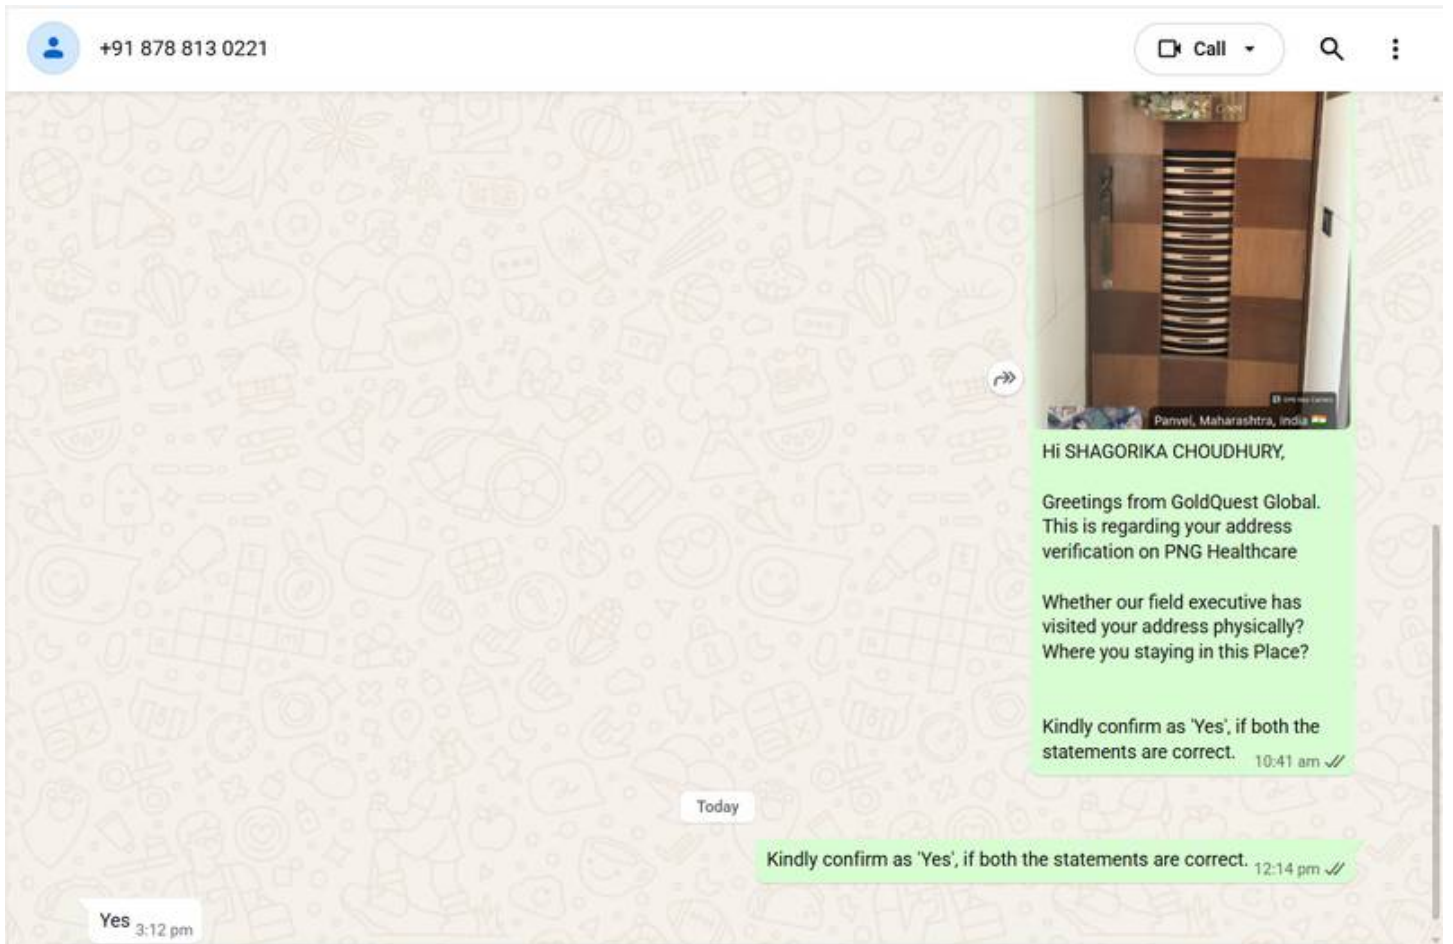 +91 878 813 0221
Call
Panvel, Maharashtra, India
Hi SHAGORIKA CHOUDHURY,
Greetings from GoldQuest Global.
This is regarding your address
verification on PNG Healthcare
Whether our field executive has
visited your address physically?
Where you staying in this Place?
Kindly confirm as 'Yes', if both the
statements are correct.
10:41 am
Today
Kindly confirm as 'Yes', if both the statements are correct. 12:14 pm
Yes 3:12 pm